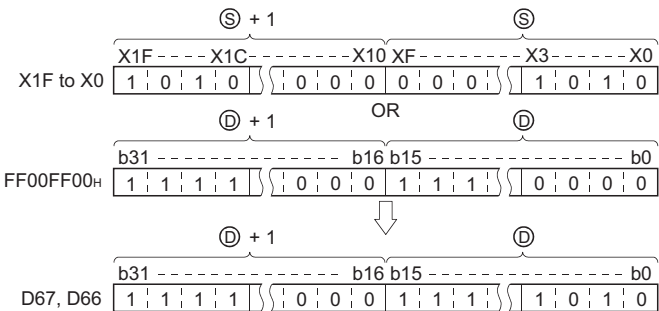 Ⓢ + 1 Ⓢ
X1F X1C X10 XF X3 X0
X1F to X0 1 0 1 0 0 0 0 0 0 0 1 0 1 0
OR
Ⓓ + 1 Ⓓ
b31 b16 b15 b0
FF00FF00H 1 1 1 1 0 0 0 1 1 1 0 0 0 0
Ⓓ + 1 Ⓓ
b31 b16 b15 b0
D67, D66 1 1 1 1 0 0 0 1 1 1 1 0 1 0